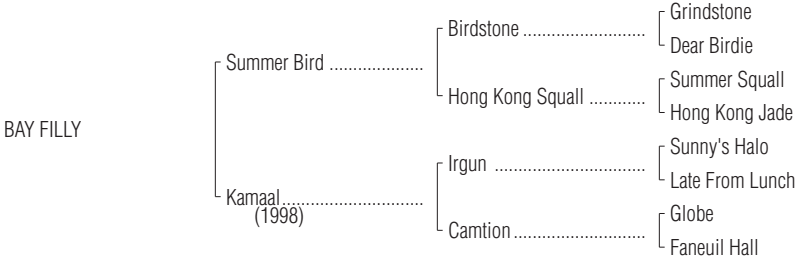 Grindstone
Birdstone ........................
Dear Birdie
Summer Bird ...................
Summer Squall
Hong Kong Squall ...........
Hong Kong Jade
BAY FILLY
Sunny's Halo
Irgun ..............................
Late From Lunch
Kamaal............................
(1998)
Globe
Camtion..........................
Faneuil Hall